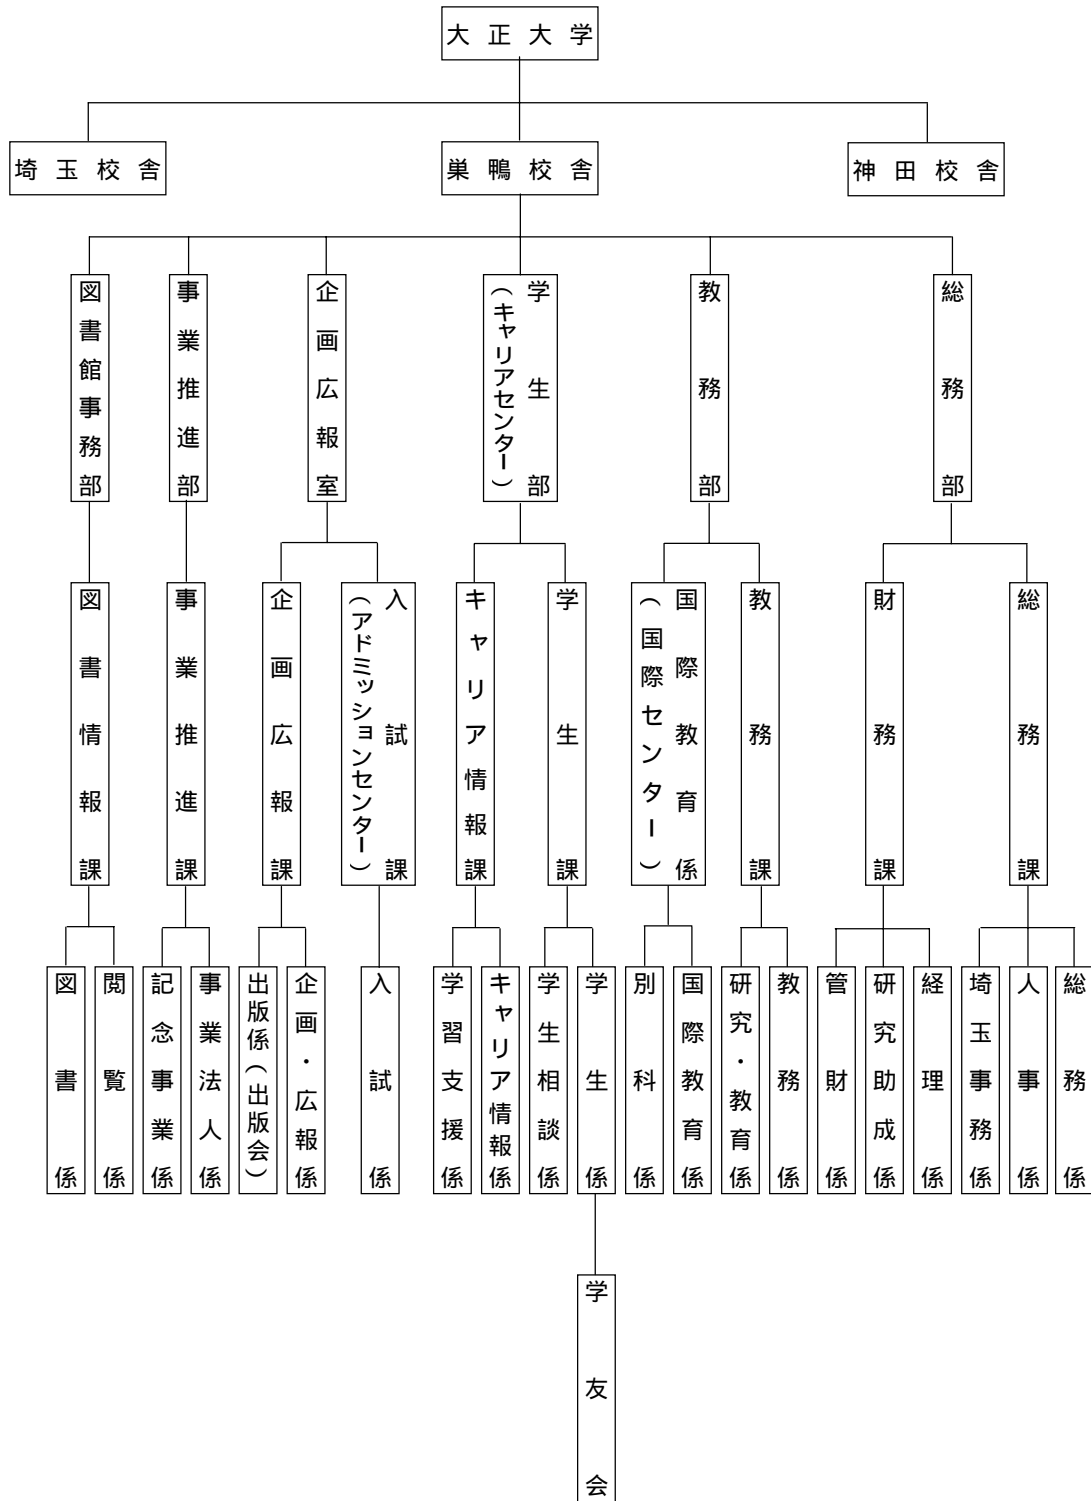 大正大学
埼玉校舎
巣鴨校舎
神田校舎
図書館事務部
事業推進部
企画広報室
学生部
（キャリアセンター）
教務部
総務部
図書情報課
事業推進課
企画広報課
入試課
（アドミッションセンター）
キャリア情報課
学生課
国際教育係
（国際センター）
教務課
財務課
総務課
図書係
閲覧係
記念事業係
事業法人係
出版係（出版会）
企画・広報係
入試係
学習支援係
キャリア情報係
学生相談係
学生係
別科係
国際教育係
研究・教育係
教務係
管財係
研究助成係
経理係
埼玉事務係
人事係
総務係
学友会